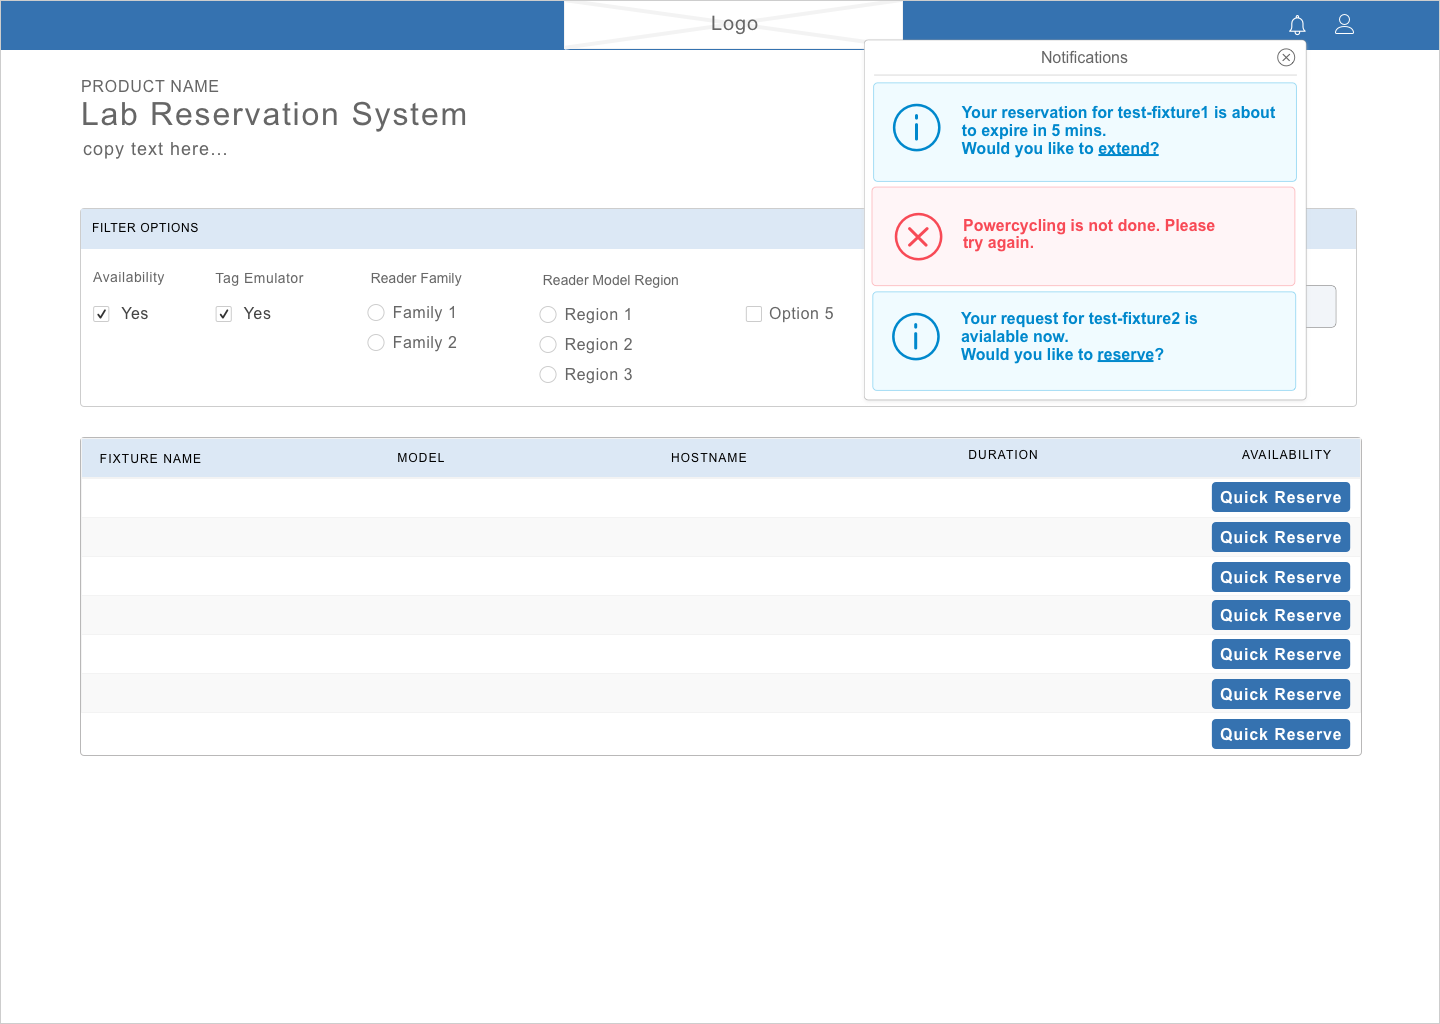 Logo
Notifications
PRODUCT NAME
Lab Reservation System
copy text here...
Your reservation for test-fixture1 is about
to expire in 5 mins.
Would you like to extend?
Powercycling is not done. Please
try again.
Your request for test-fixture2 is
avialable now.
Would you like to reserve?
FILTER OPTIONS
Availability
Yes
Tag Emulator
Yes
Reader Family
Family 1
Family 2
Reader Model Region
Region 1
Region 2
Region 3
Option 5
FIXTURE NAME
MODEL
HOSTNAME
DURATION
AVAILABILITY
Quick Reserve
Quick Reserve
Quick Reserve
Quick Reserve
Quick Reserve
Quick Reserve
Quick Reserve